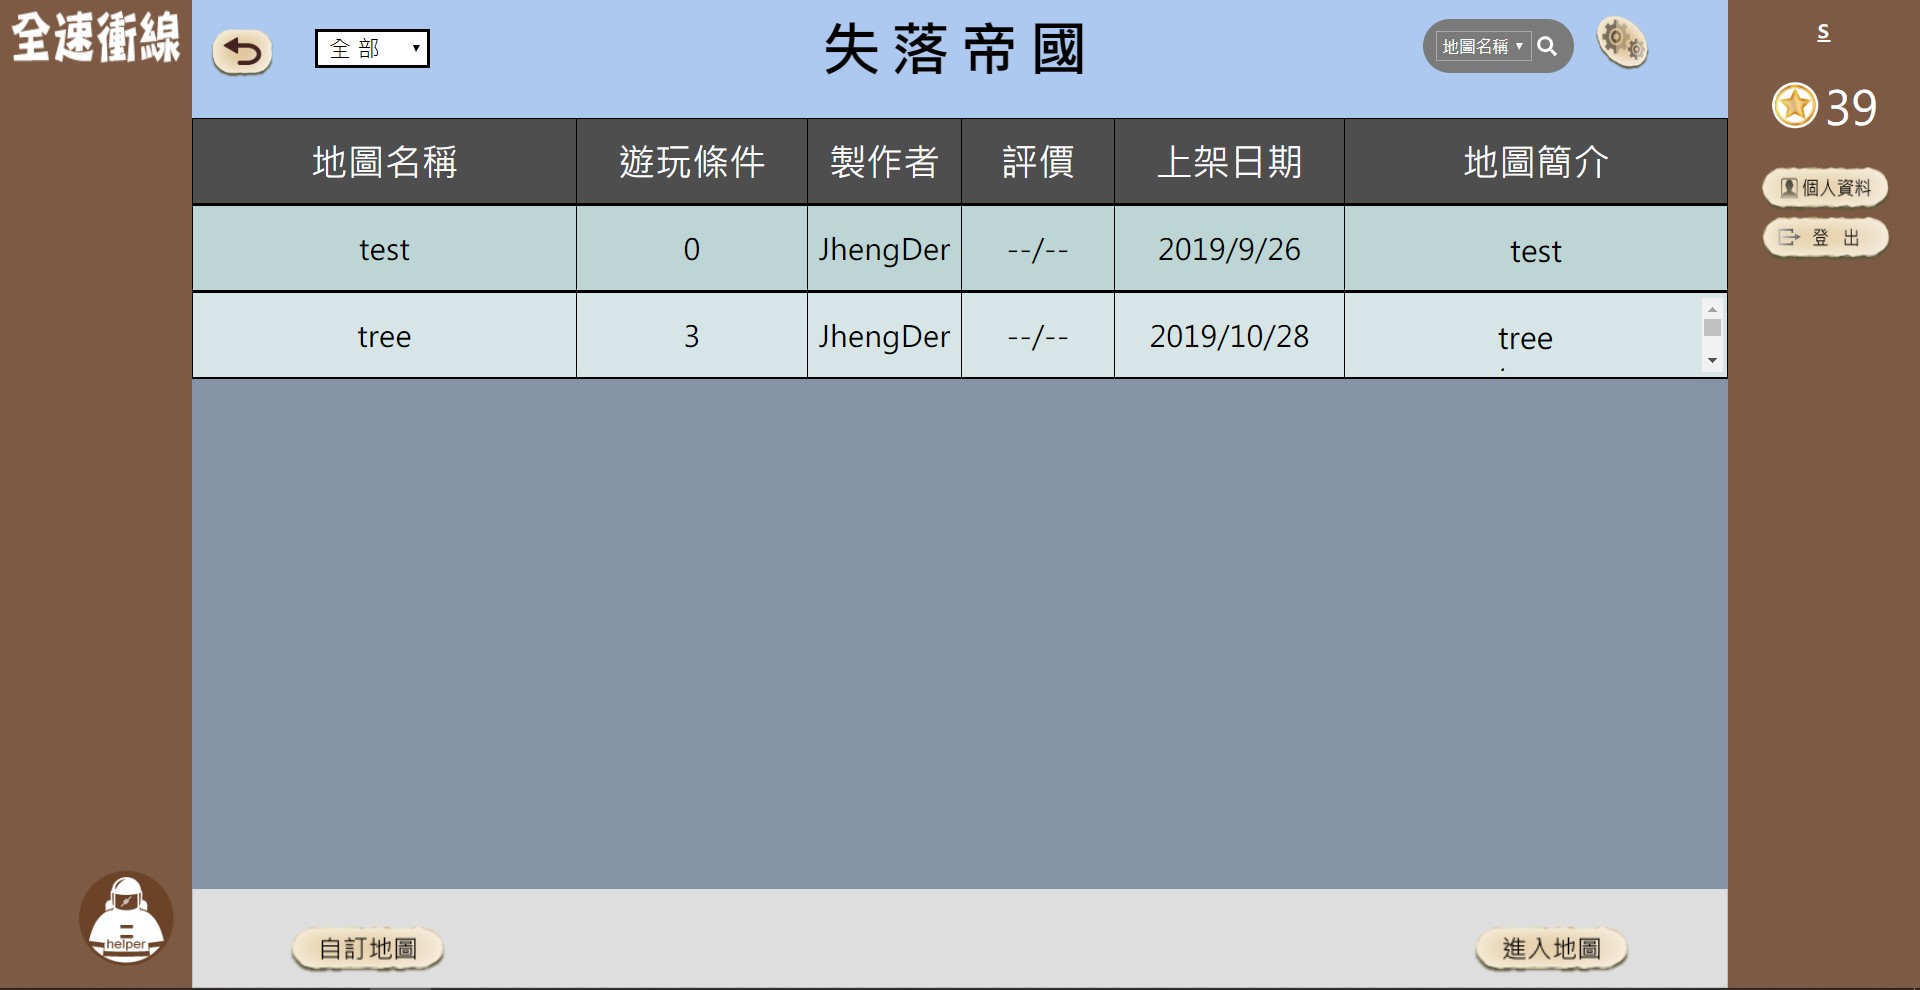 全速衝線
全部
失落帝國
地圖名稱
s
39
個人資料
登出
地圖名稱 遊玩條件 製作者 評價 上架日期 地圖簡介
test 0 JhengDer --/-- 2019/9/26 test
tree 3 JhengDer --/-- 2019/10/28 tree
helper
自訂地圖
進入地圖